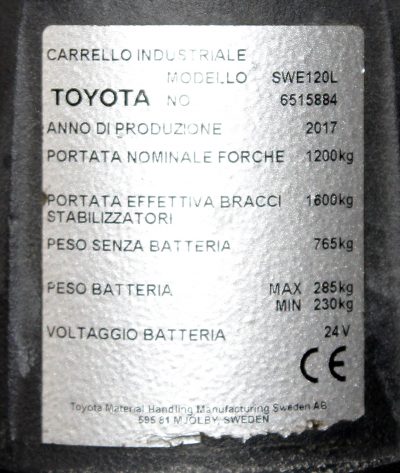 CARRELLO INDUSTRIALE
MODELLO SWE120L
TOYOTA NO 6515884
ANNO DI PRODUZIONE 2017
PORTATA NOMINALE FORCHE 1200kg
PORTATA EFFETTIVA BRACCI 1600kg
STABILIZZATORI
PESO SENZA BATTERIA 765kg
PESO BATTERIA MAX 285kg
MIN 230kg
VOLTAGGIO BATTERIA 24 V
CE
Toyota Material Handling Manufacturing Sweden AB
595 81 MJOLBY, SWEDEN